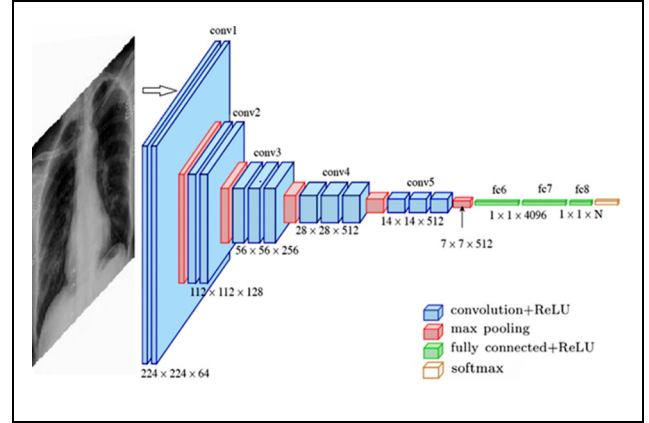 conv1
conv2
conv3
conv4
conv5
fc6
fc7
fc8
1 × 1 × 4096
1 × 1 × N
28 × 28 × 512
14 × 14 × 512
7 × 7 × 512
56 × 56 × 256
112 × 112 × 128
224 × 224 × 64
convolution+ReLU
max pooling
fully connected+ReLU
softmax